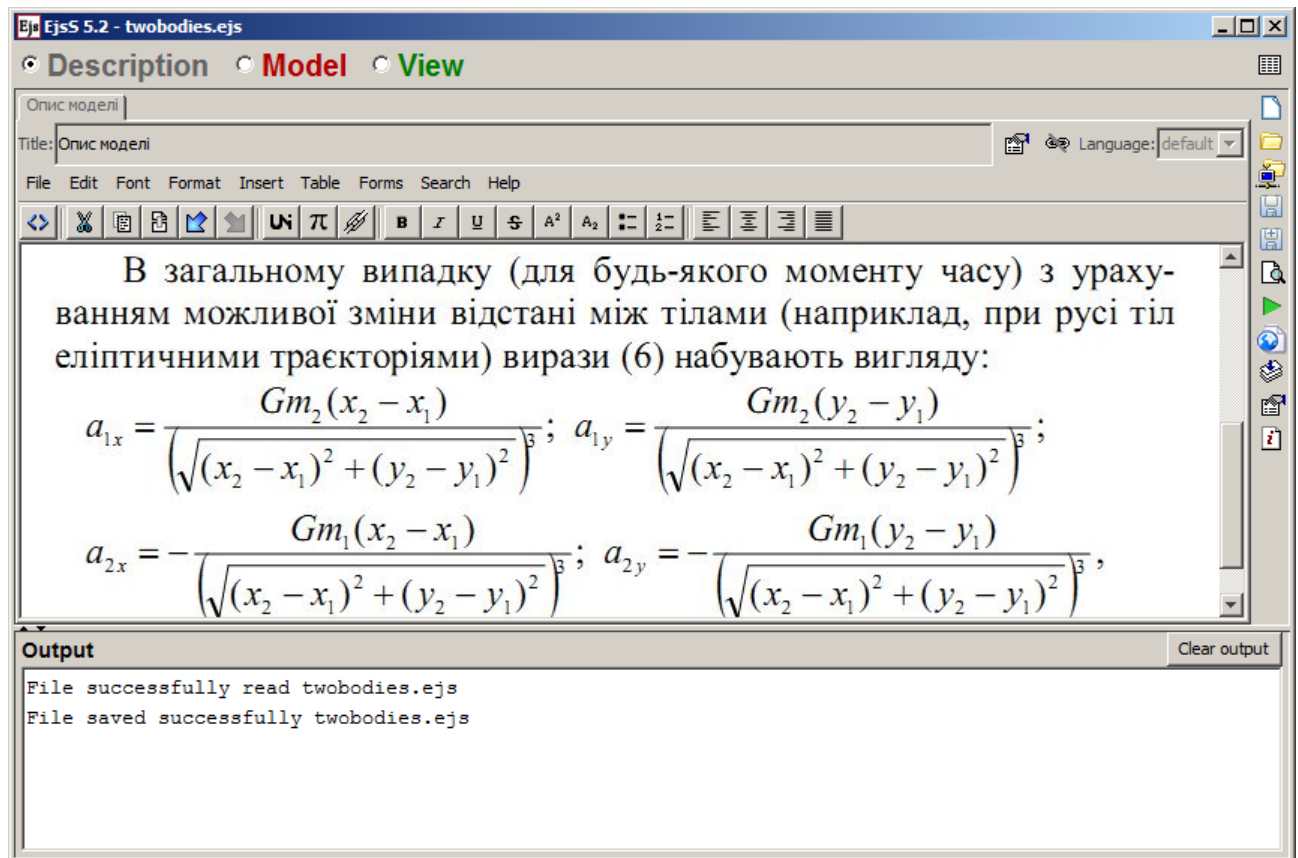 EjsS 5.2 - twobodies.ejs
Description Model View
Опис моделі
Title: Опис моделі Language: default
File Edit Font Format Insert Table Forms Search Help
Uni π B I U S A² A₂
В загальному випадку (для будь-якого моменту часу) з ураху-
ванням можливої зміни відстані між тілами (наприклад, при русі тіл
еліптичними траєкторіями) вирази (6) набувають вигляду:
a₁ₓ = Gm₂(x₂ − x₁) / (√((x₂ − x₁)² + (y₂ − y₁)²))³; a₁y = Gm₂(y₂ − y₁) / (√((x₂ − x₁)² + (y₂ − y₁)²))³;
a₂ₓ = − Gm₁(x₂ − x₁) / (√((x₂ − x₁)² + (y₂ − y₁)²))³; a₂y = − Gm₁(y₂ − y₁) / (√((x₂ − x₁)² + (y₂ − y₁)²))³,
Output Clear output
File successfully read twobodies.ejs
File saved successfully twobodies.ejs